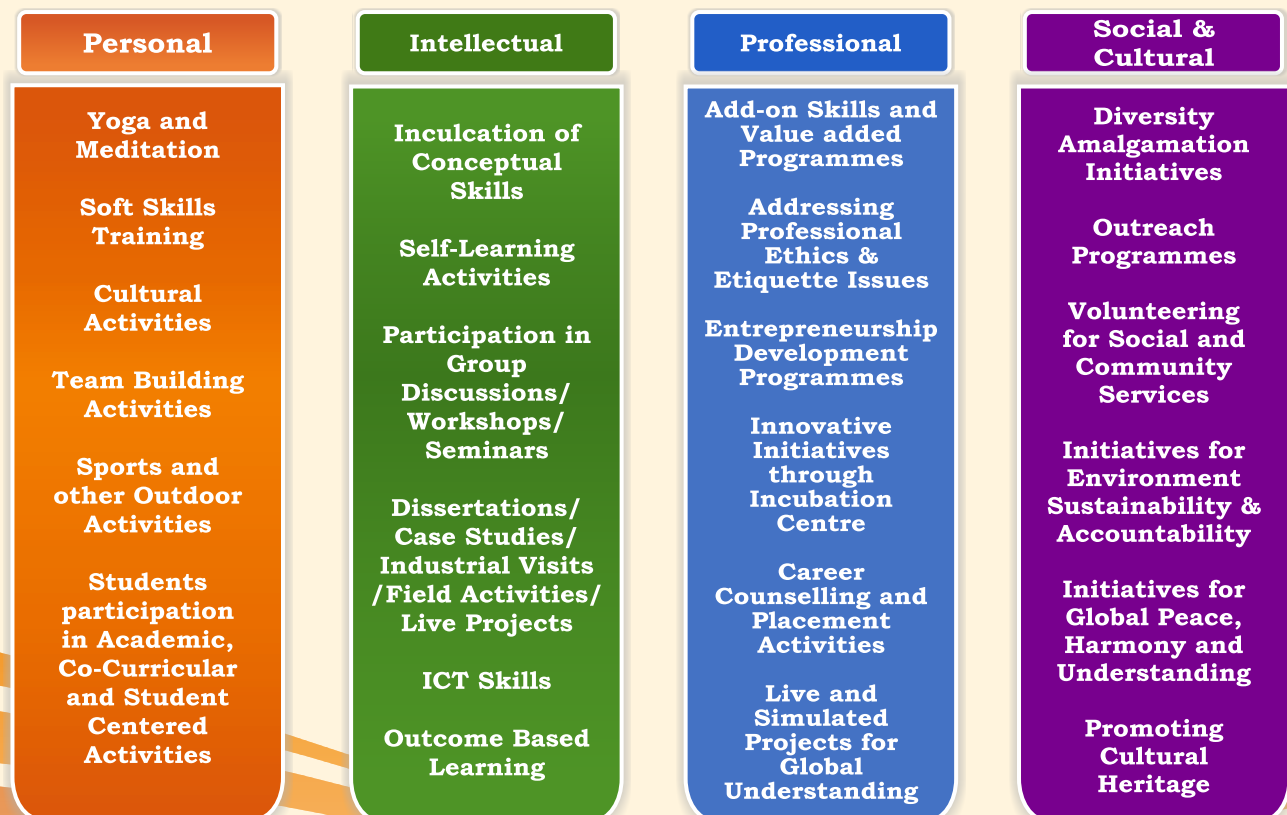 Personal
Yoga and
Meditation
Soft Skills
Training
Cultural
Activities
Team Building
Activities
Sports and
other Outdoor
Activities
Students
participation
in Academic,
Co-Curricular
and Student
Centered
Activities
Intellectual
Inculcation of
Conceptual
Skills
Self-Learning
Activities
Participation in
Group
Discussions/
Workshops/
Seminars
Dissertations/
Case Studies/
Industrial Visits
/Field Activities/
Live Projects
ICT Skills
Outcome Based
Learning
Professional
Add-on Skills and
Value added
Programmes
Addressing
Professional
Ethics &
Etiquette Issues
Entrepreneurship
Development
Programmes
Innovative
Initiatives
through
Incubation
Centre
Career
Counselling and
Placement
Activities
Live and
Simulated
Projects for
Global
Understanding
Social &
Cultural
Diversity
Amalgamation
Initiatives
Outreach
Programmes
Volunteering
for Social and
Community
Services
Initiatives for
Environment
Sustainability &
Accountability
Initiatives for
Global Peace,
Harmony and
Understanding
Promoting
Cultural
Heritage